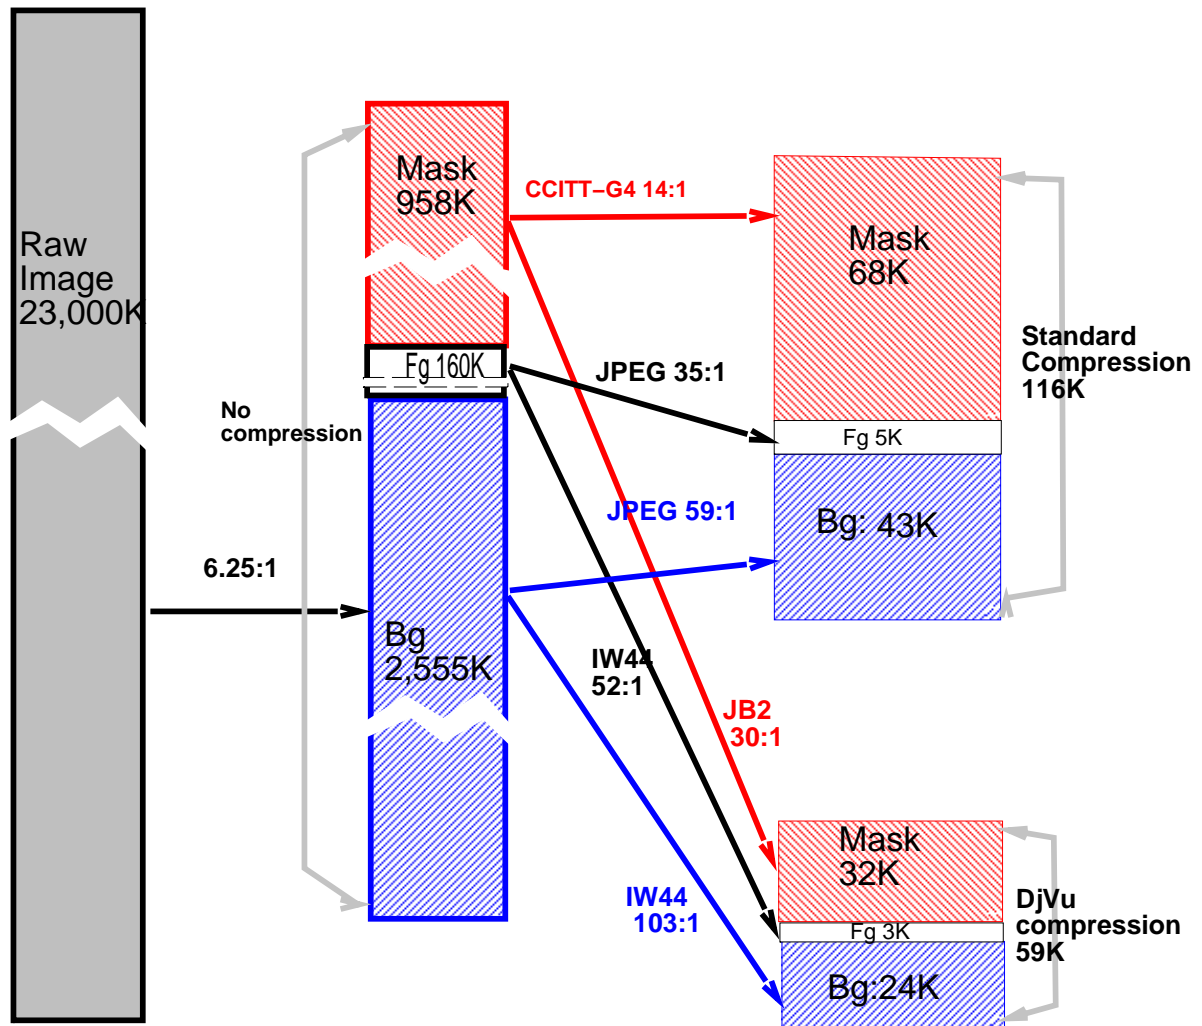 Raw
Image
23,000K
6.25:1
No
compression
Mask
958K
Fg 160K
Bg
2,555K
CCITT–G4 14:1
JPEG 35:1
JPEG 59:1
IW44
52:1
JB2
30:1
IW44
103:1
Mask
68K
Fg 5K
Bg: 43K
Standard
Compression
116K
Mask
32K
Fg 3K
Bg:24K
DjVu
compression
59K